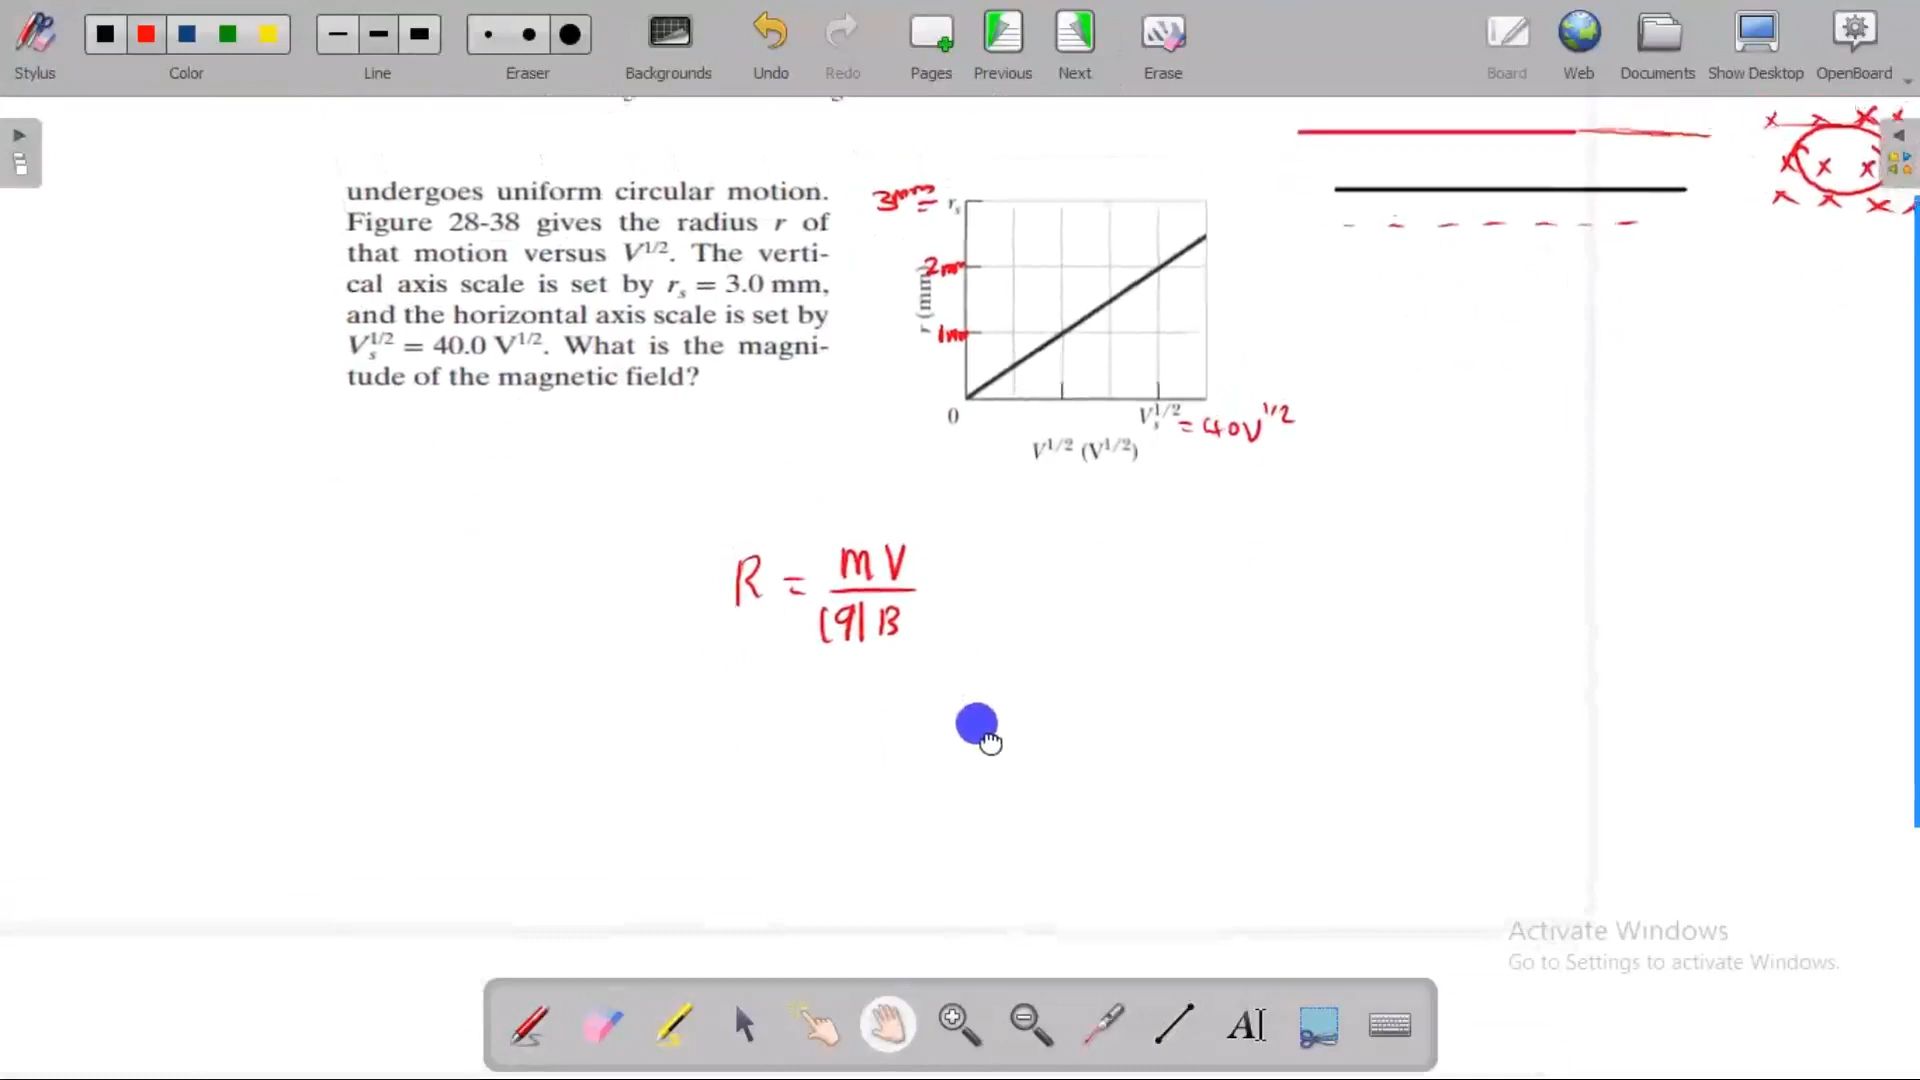 Stylus
Color
Line
Eraser
Backgrounds
Undo
Redo
Pages
Previous
Next
Erase
Board
Web
Documents
Show Desktop
OpenBoard
undergoes uniform circular motion.
Figure 28-38 gives the radius r of
that motion versus V^1/2. The verti-
cal axis scale is set by r_s = 3.0 mm,
and the horizontal axis scale is set by
V_s^1/2 = 40.0 V^1/2. What is the magni-
tude of the magnetic field?
3mm = r_s
2mm
1mm
r (mm)
0
V_s^1/2 = 40V^1/2
V^1/2 (V^1/2)
x x x x
x x x
x x x x
R = mV
|q|B
Activate Windows
Go to Settings to activate Windows.
A